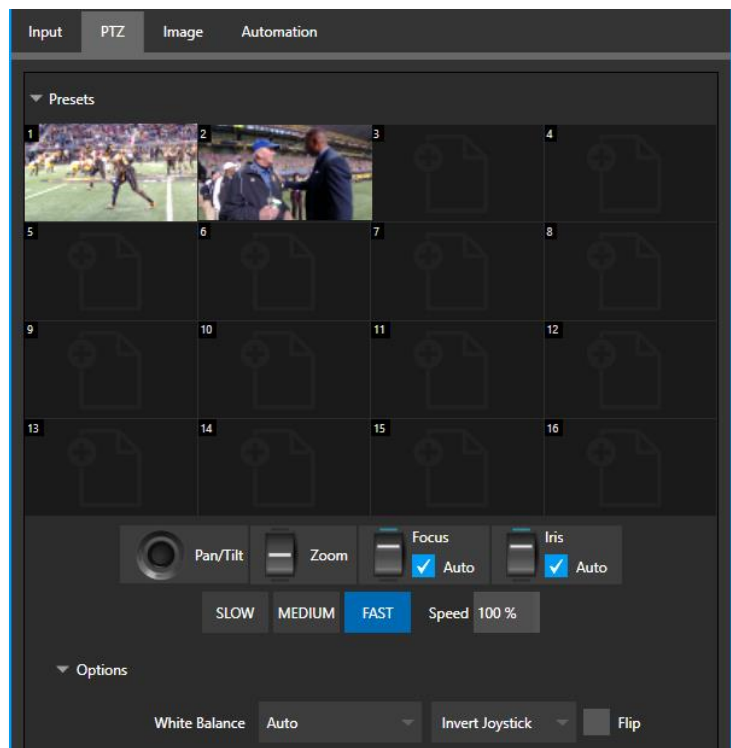 Input PTZ Image Automation
Presets
1 2 3 4
5 6 7 8
9 10 11 12
13 14 15 16
Pan/Tilt Zoom Focus Auto Iris Auto
SLOW MEDIUM FAST Speed 100 %
Options
White Balance Auto Invert Joystick Flip